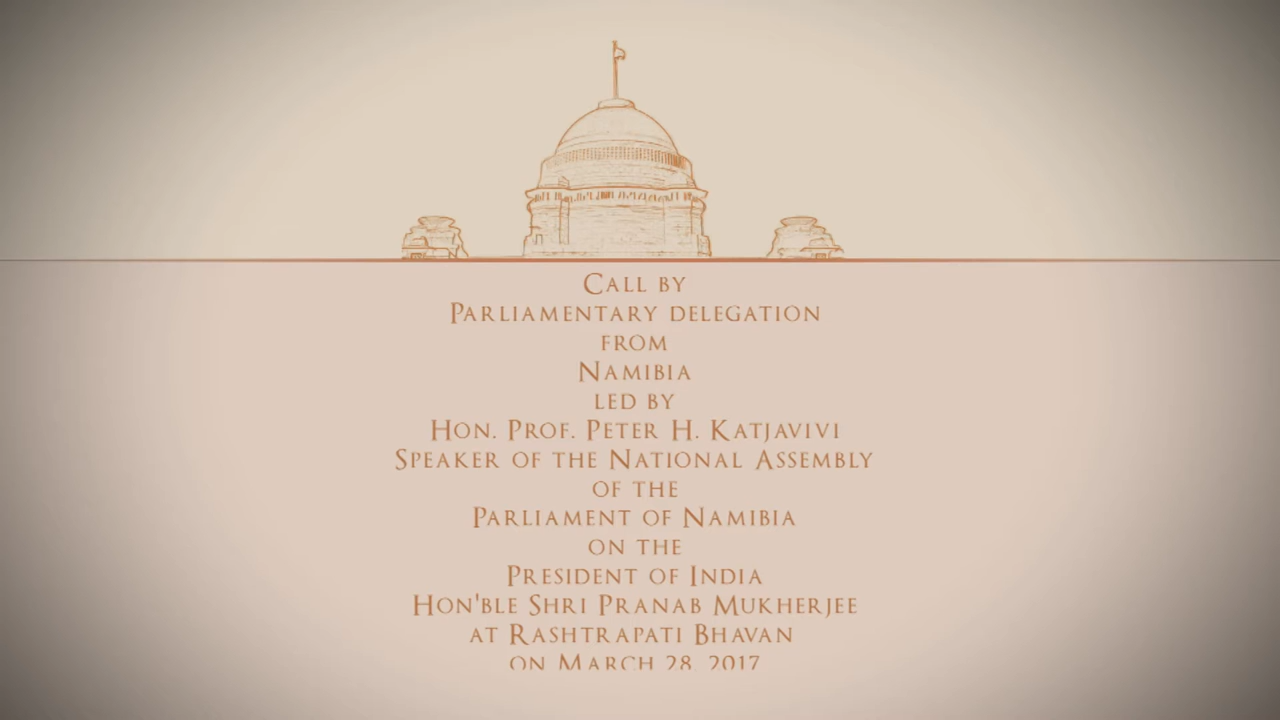 Call by
Parliamentary delegation
from
Namibia
led by
Hon. Prof. Peter H. Katjavivi
Speaker of the National Assembly
of the
Parliament of Namibia
on the
President of India
Hon'ble Shri Pranab Mukherjee
at Rashtrapati Bhavan
on March 28, 2017